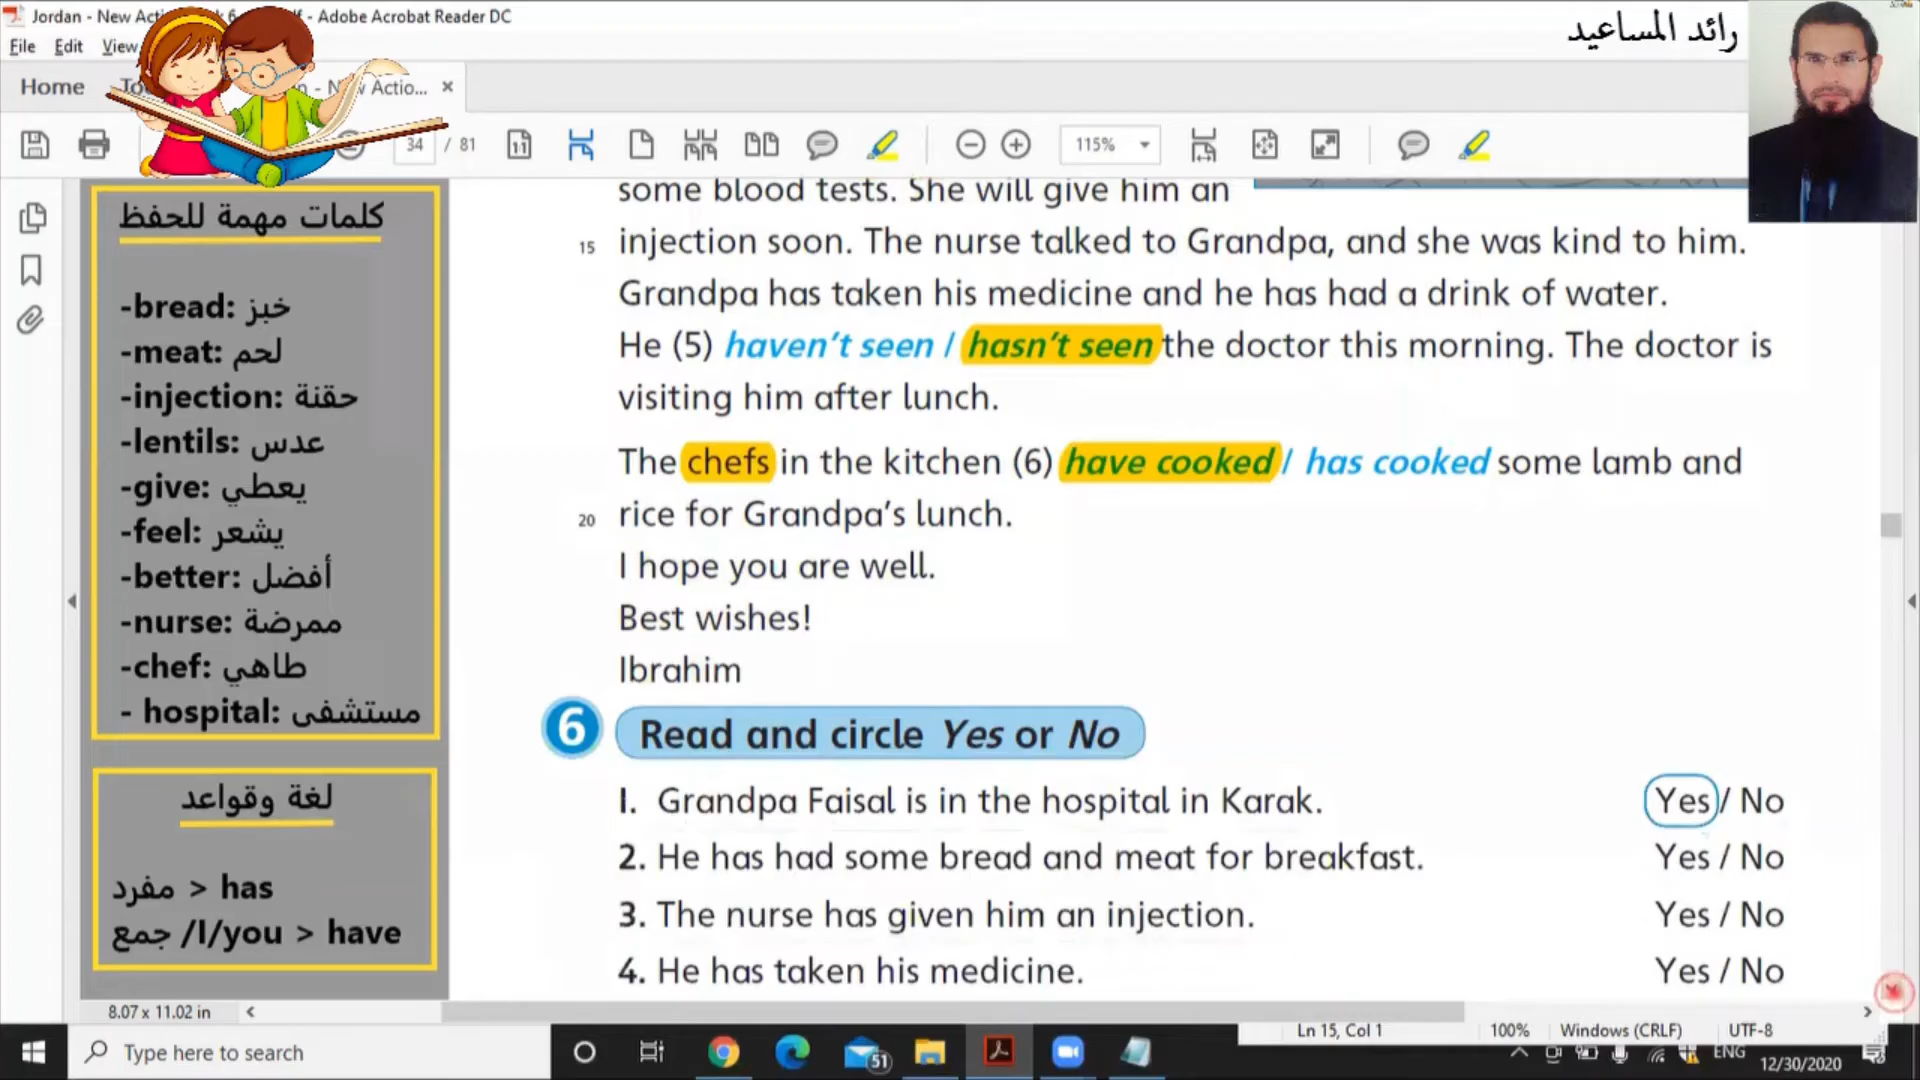 Jordan - New Acti
- Adobe Acrobat Reader DC
رائد المساعيد
File Edit View
Home
Actio...
34 / 81
115%
كلمات مهمة للحفظ
-bread: خبز
-meat: لحم
-injection: حقنة
-lentils: عدس
-give: يعطي
-feel: يشعر
-better: أفضل
-nurse: ممرضة
-chef: طاهي
- hospital: مستشفى
لغة وقواعد
مفرد > has
جمع /I/you > have
some blood tests. She will give him an
15 injection soon. The nurse talked to Grandpa, and she was kind to him.
Grandpa has taken his medicine and he has had a drink of water.
He (5) haven't seen / hasn't seen the doctor this morning. The doctor is
visiting him after lunch.
The chefs in the kitchen (6) have cooked / has cooked some lamb and
20 rice for Grandpa's lunch.
I hope you are well.
Best wishes!
Ibrahim
6 Read and circle Yes or No
1. Grandpa Faisal is in the hospital in Karak. Yes / No
2. He has had some bread and meat for breakfast. Yes / No
3. The nurse has given him an injection. Yes / No
4. He has taken his medicine. Yes / No
8.07 x 11.02 in
Ln 15, Col 1 100% Windows (CRLF) UTF-8
Type here to search
51
ENG
12/30/2020